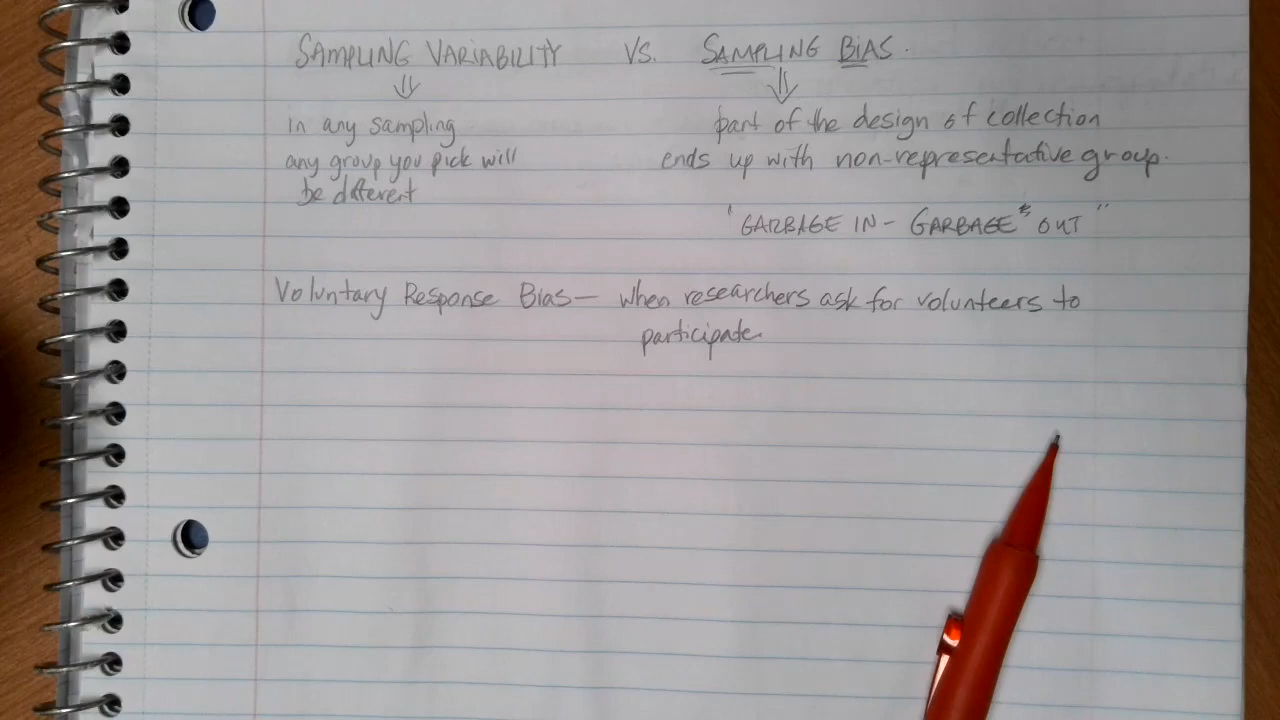 SAMPLING VARIABILITY VS. SAMPLING BIAS.
in any sampling
any group you pick will
be different
part of the design of collection
ends up with non-representative group.
"GARBAGE IN - GARBAGE OUT"
Voluntary Response Bias — when researchers ask for volunteers to
participate.